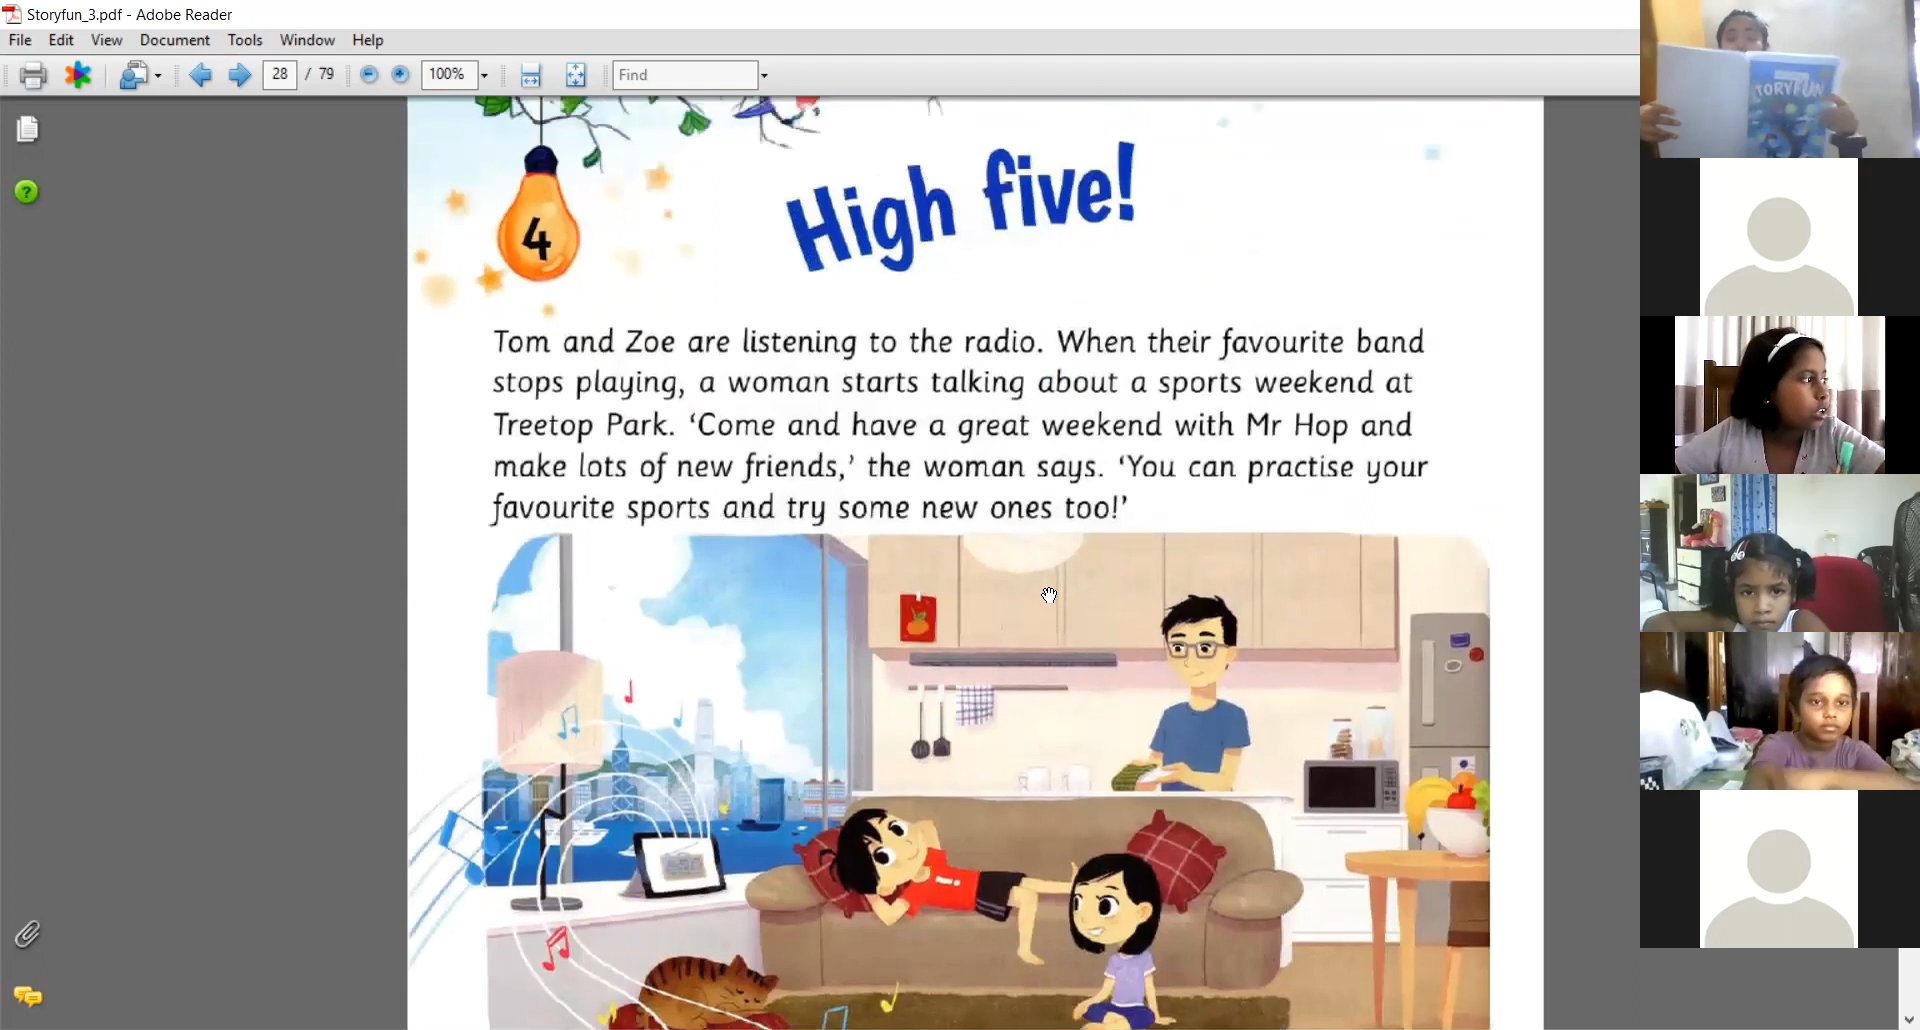 Storyfun_3.pdf - Adobe Reader
File Edit View Document Tools Window Help
28 / 79 100% Find
4
High five!
Tom and Zoe are listening to the radio. When their favourite band
stops playing, a woman starts talking about a sports weekend at
Treetop Park. ‘Come and have a great weekend with Mr Hop and
make lots of new friends,’ the woman says. ‘You can practise your
favourite sports and try some new ones too!’
TORYFUN